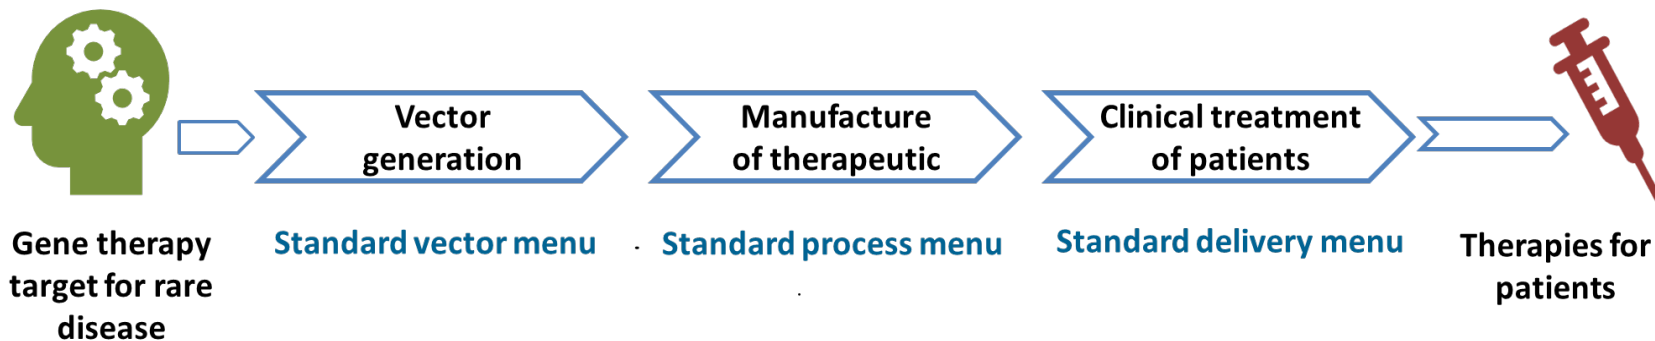 Vector
generation
Manufacture
of therapeutic
Clinical treatment
of patients
Gene therapy
target for rare
disease
Standard vector menu
Standard process menu
Standard delivery menu
Therapies for
patients